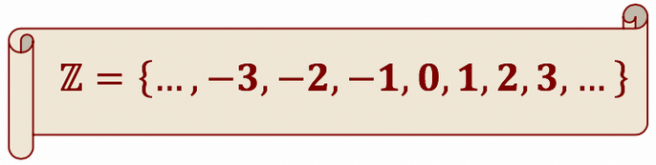 ℤ = {…, −3, −2, −1, 0, 1, 2, 3, … }